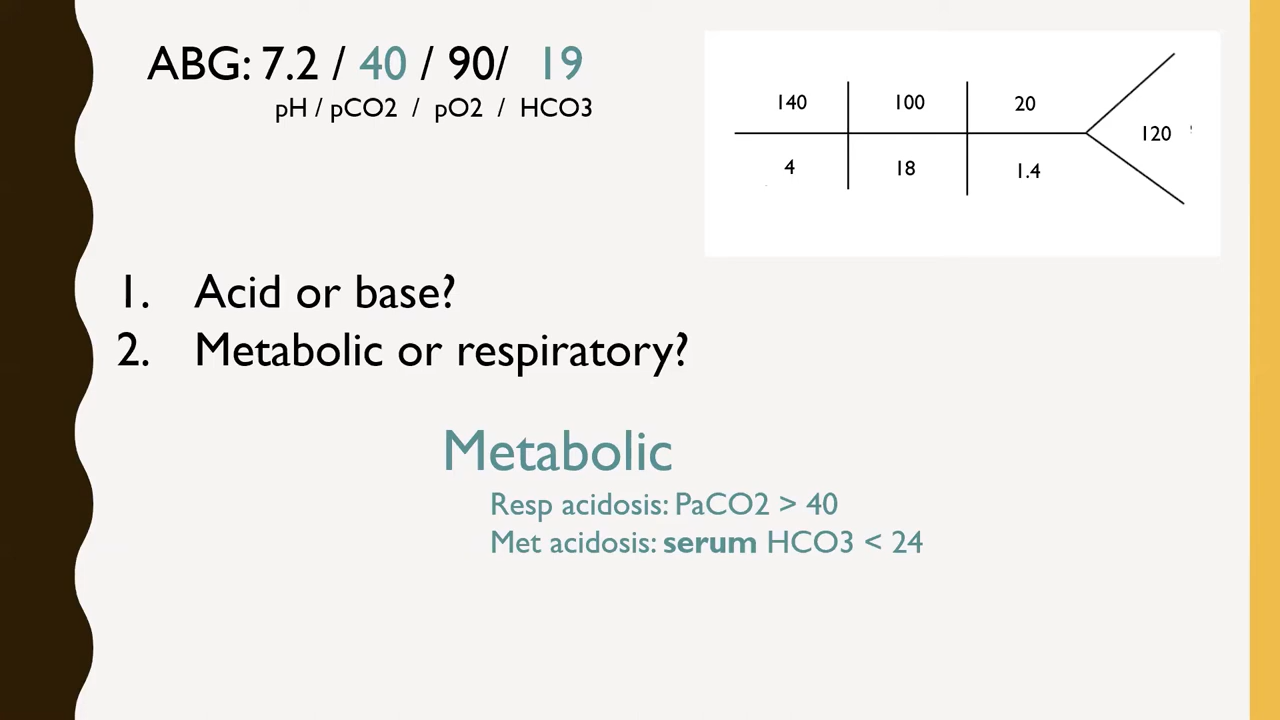 ABG: 7.2 / 40 / 90/ 19
pH / pCO2 / pO2 / HCO3
140 100 20
120
4 18 1.4
1. Acid or base?
2. Metabolic or respiratory?
Metabolic
Resp acidosis: PaCO2 > 40
Met acidosis: serum HCO3 < 24